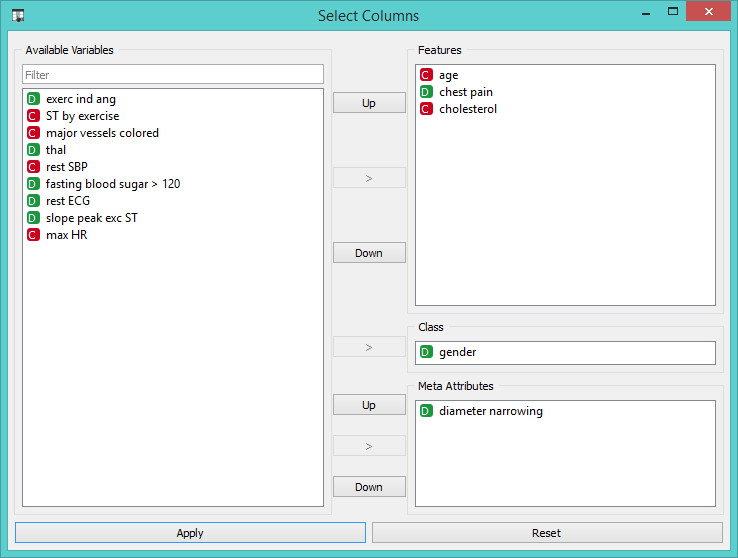 Select Columns
Available Variables
Filter
D exerc ind ang
C ST by exercise
C major vessels colored
D thal
C rest SBP
D fasting blood sugar > 120
D rest ECG
D slope peak exc ST
C max HR
Up
>
Down
>
Up
>
Down
Features
C age
D chest pain
C cholesterol
Class
D gender
Meta Attributes
D diameter narrowing
Apply
Reset